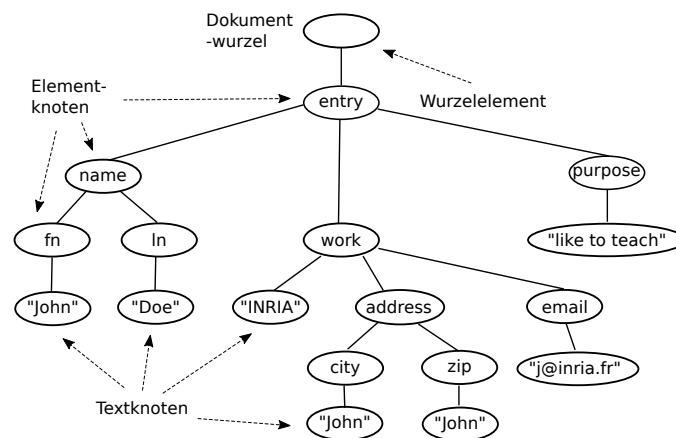 Dokument
-wurzel
Element-
knoten
entry
Wurzelelement
name
purpose
fn
ln
work
"like to teach"
"John"
"Doe"
"INRIA"
address
email
city
zip
"j@inria.fr"
Textknoten
"John"
"John"